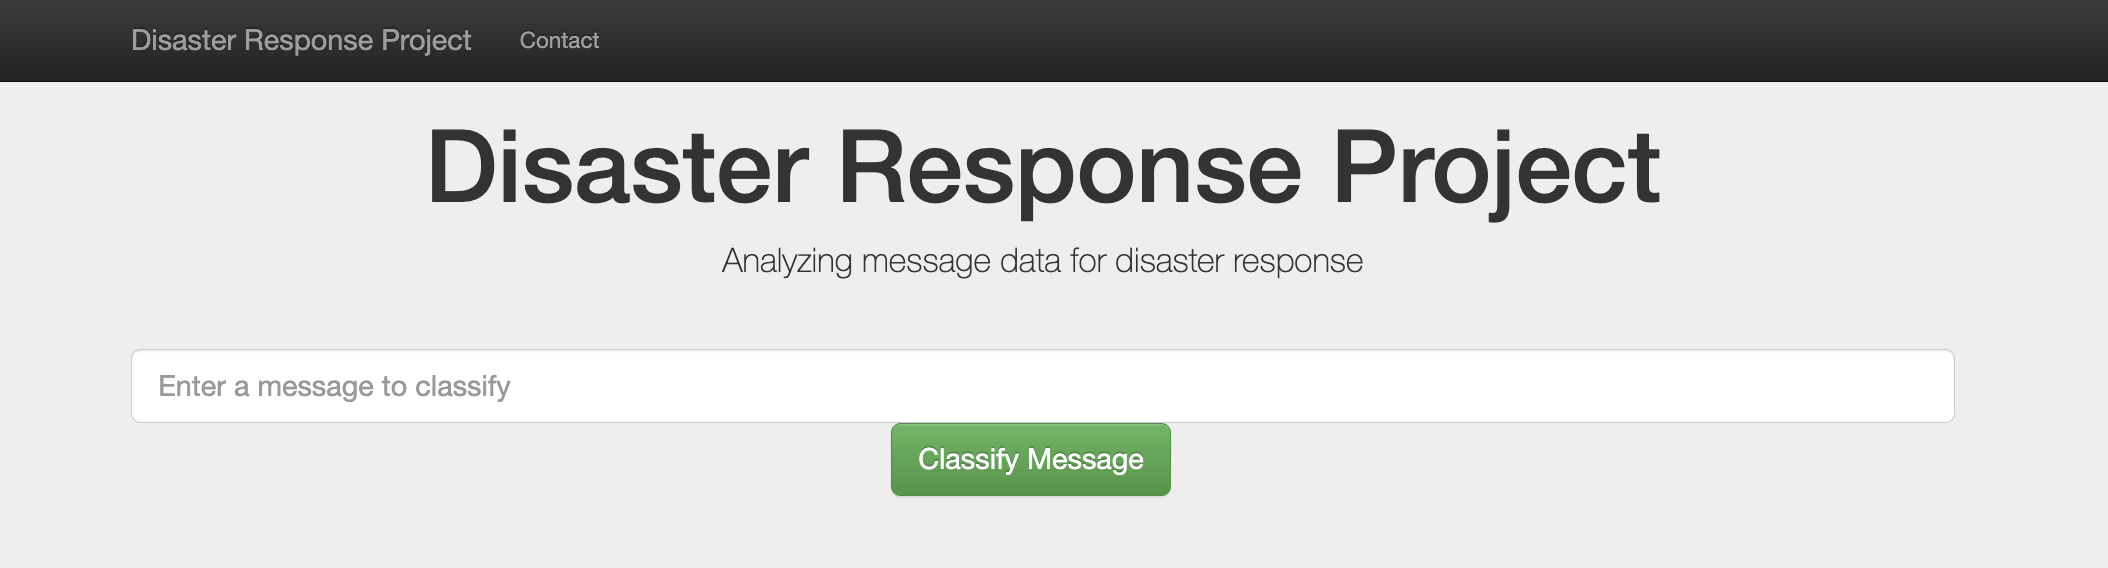 Disaster Response Project Contact
Disaster Response Project
Analyzing message data for disaster response
Enter a message to classify
Classify Message